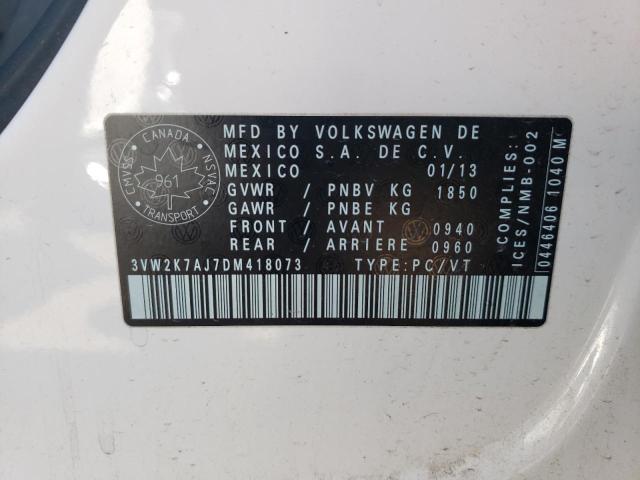 CANADA
CMVSS
NSVAC
961
TRANSPORT
MFD BY VOLKSWAGEN DE
MEXICO S.A. DE C.V.
MEXICO 01/13
GVWR / PNBV KG 1850
GAWR / PNBE KG
FRONT / AVANT 0940
REAR / ARRIERE 0960
3VW2K7AJ7DM418073 TYPE:PC/VT
COMPLIES:
ICES/NMB-002
0446406 1040 M